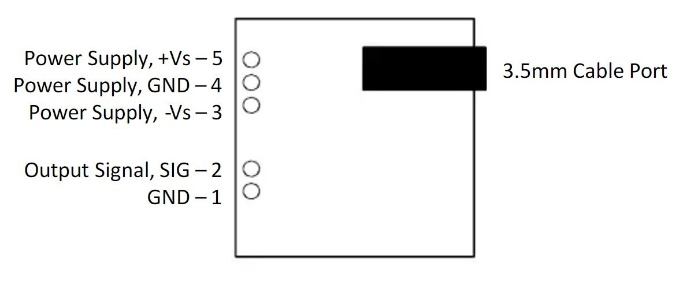 Power Supply, +Vs – 5
Power Supply, GND – 4
Power Supply, -Vs – 3
3.5mm Cable Port
Output Signal, SIG – 2
GND – 1